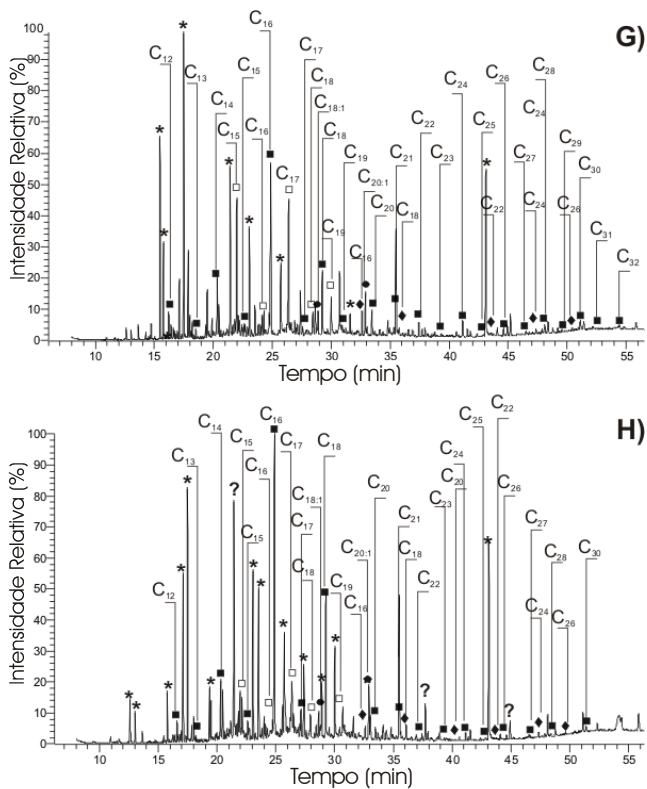 G)
C16
C12
C13
C15
C14
C15
C16
C17
C17
C18
C18:1
C18
C19
C19
C16
C20:1
C20
C21
C18
C22
C23
C24
C25
C26
C22
C27
C24
C28
C24
C29
C26
C30
C31
C32
*
*
*
*
*
*
*
*
Intensidade Relativa (%)
100
90
80
70
60
50
40
30
20
10
0
10 15 20 25 30 35 40 45 50 55
Tempo (min)
H)
C12
C13
C14
C15
C15
C16
C16
C17
C18:1
C17
C18
C18
C19
C16
C20:1
C20
C21
C18
C22
C23
C24
C20
C25
C22
C26
C27
C24
C28
C26
C30
?
?
?
*
*
*
*
*
*
*
*
*
*
*
*
*
Intensidade Relativa (%)
100
90
80
70
60
50
40
30
20
10
0
10 15 20 25 30 35 40 45 50 55
Tempo (min)